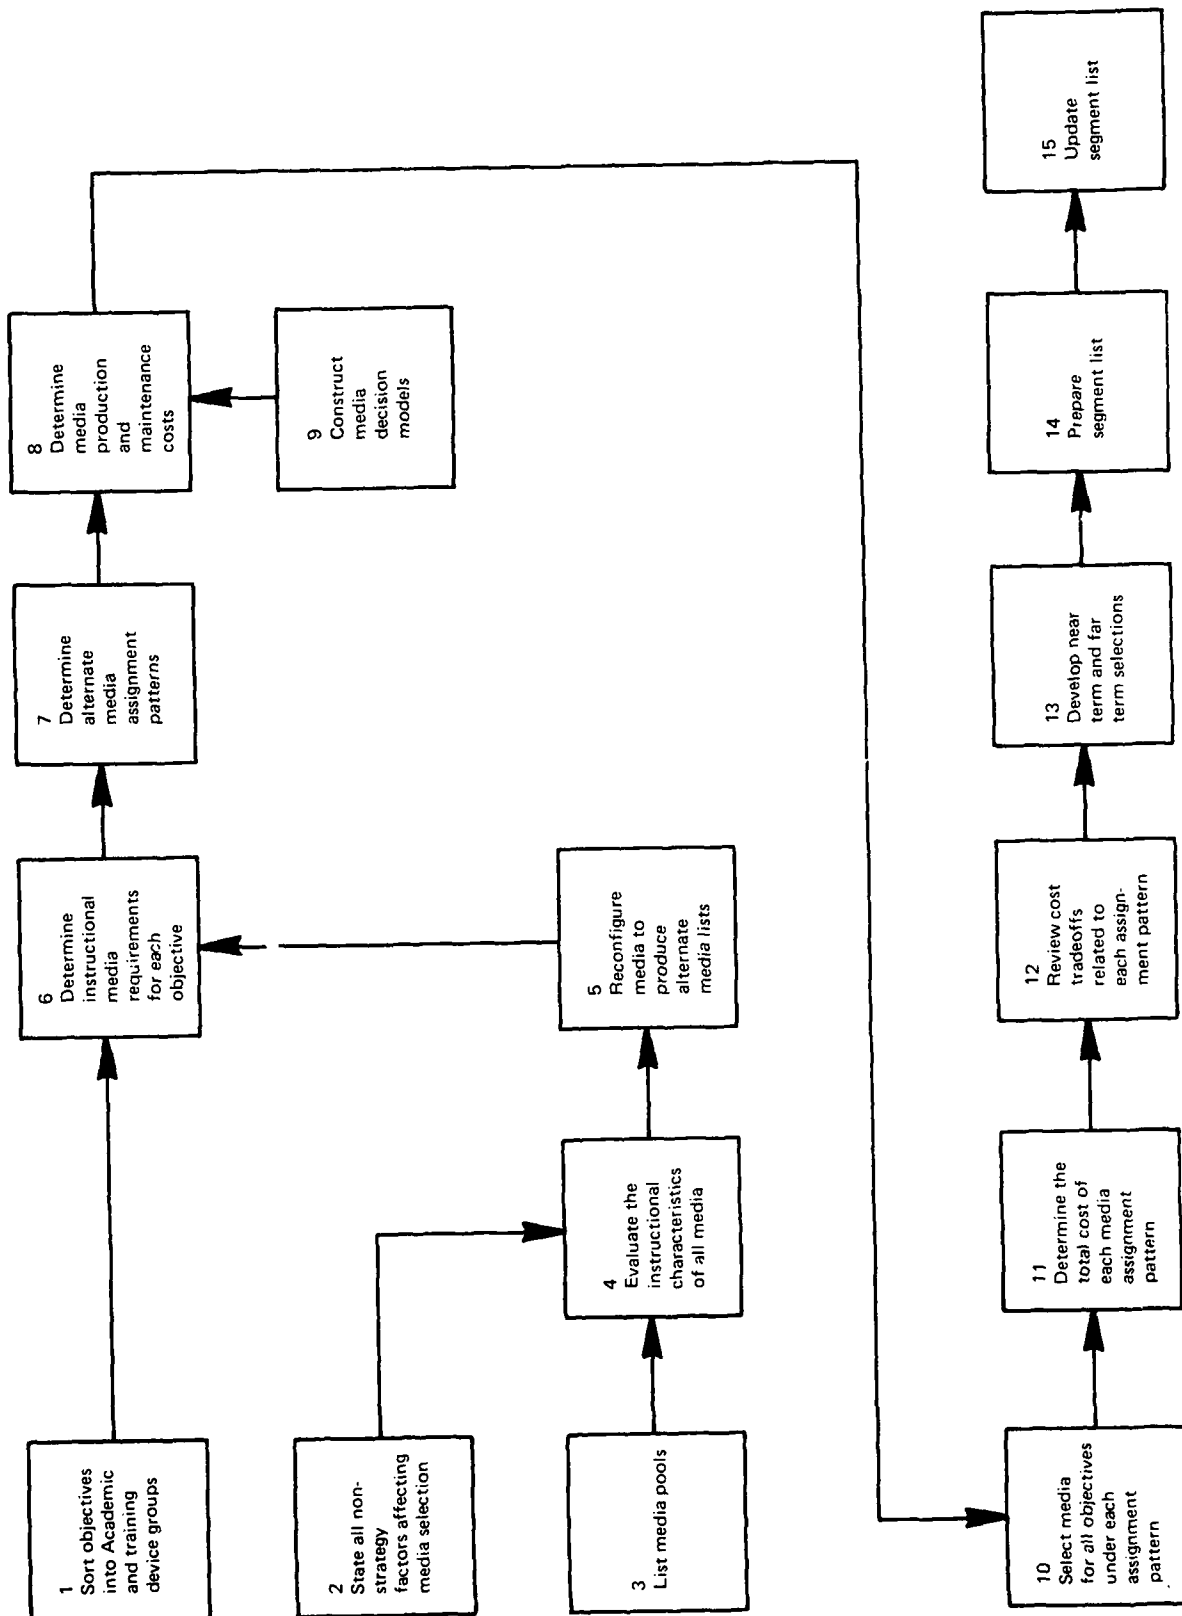 1
Sort objectives
into Academic
and training
device groups
2
State all non-
strategy
factors affecting
media selection
3
List media pools
4
Evaluate the
instructional
characteristics
of all media
5
Reconfigure
media to
produce
alternate
media lists
6
Determine
instructional
media
requirements
for each
objective
7
Determine
alternate
media
assignment
patterns
8
Determine
media
production
and
maintenance
costs
9
Construct
media
decision
models
10
Select media
for all objectives
under each
assignment
pattern
11
Determine the
total cost of
each media
assignment
pattern
12
Review cost
tradeoffs
related to
each assign-
ment pattern
13
Develop near
term and far
term selections
14
Prepare
segment list
15
Update
segment list